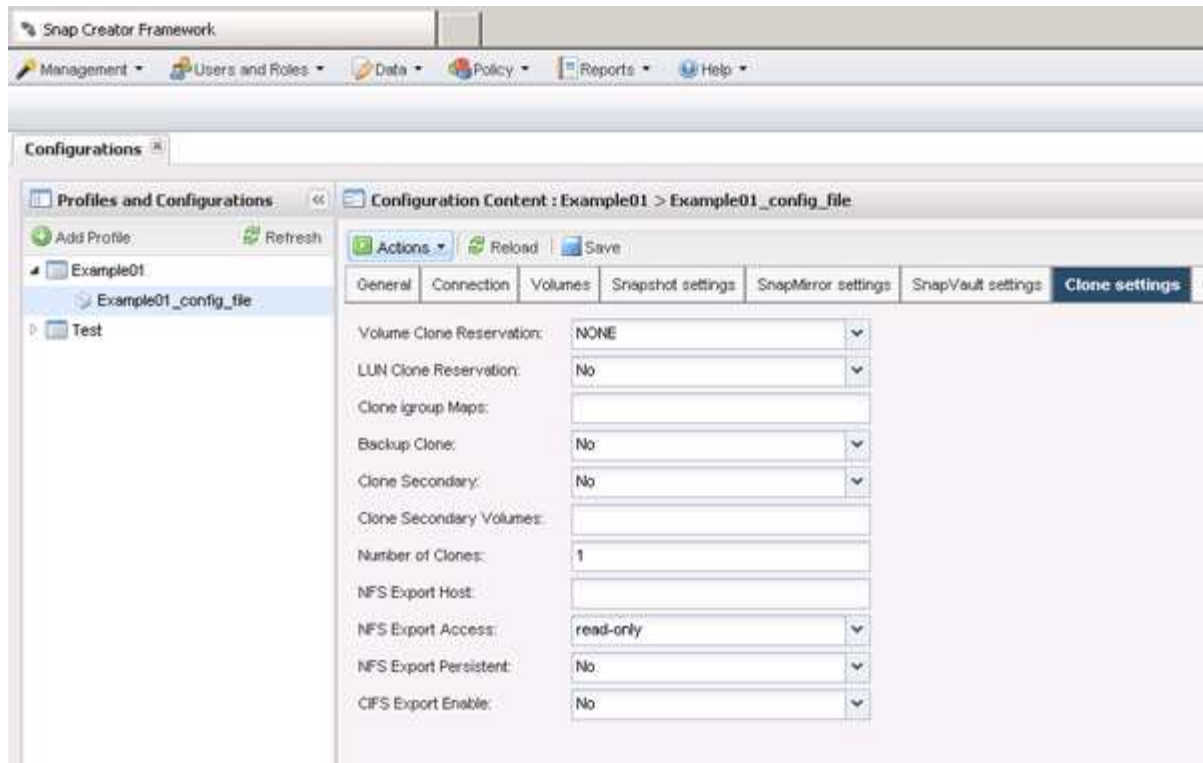 Snap Creator Framework
Management Users and Roles Data Policy Reports Help
Configurations
Profiles and Configurations
Configuration Content : Example01 > Example01_config_file
Add Profile Refresh
Actions Reload Save
Example01
Example01_config_file
Test
General Connection Volumes Snapshot settings SnapMirror settings SnapVault settings Clone settings
Volume Clone Reservation: NONE
LUN Clone Reservation: No
Clone igroup Maps:
Backup Clone: No
Clone Secondary: No
Clone Secondary Volumes:
Number of Clones: 1
NFS Export Host:
NFS Export Access: read-only
NFS Export Persistent: No
CIFS Export Enable: No